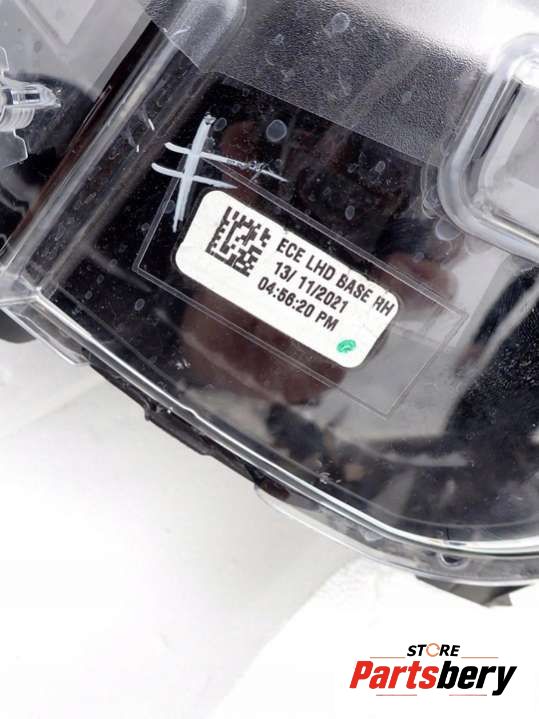 ECE LHD BASE RH
13/11/2021
04:56:20 PM
STORE
Partsbery